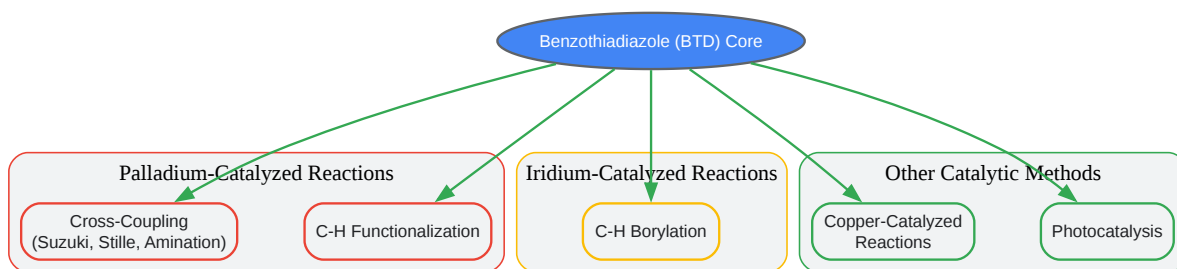 Benzothiadiazole (BTD) Core
Palladium-Catalyzed Reactions
Iridium-Catalyzed Reactions
Other Catalytic Methods
Cross-Coupling
(Suzuki, Stille, Amination)
C-H Functionalization
C-H Borylation
Copper-Catalyzed
Reactions
Photocatalysis